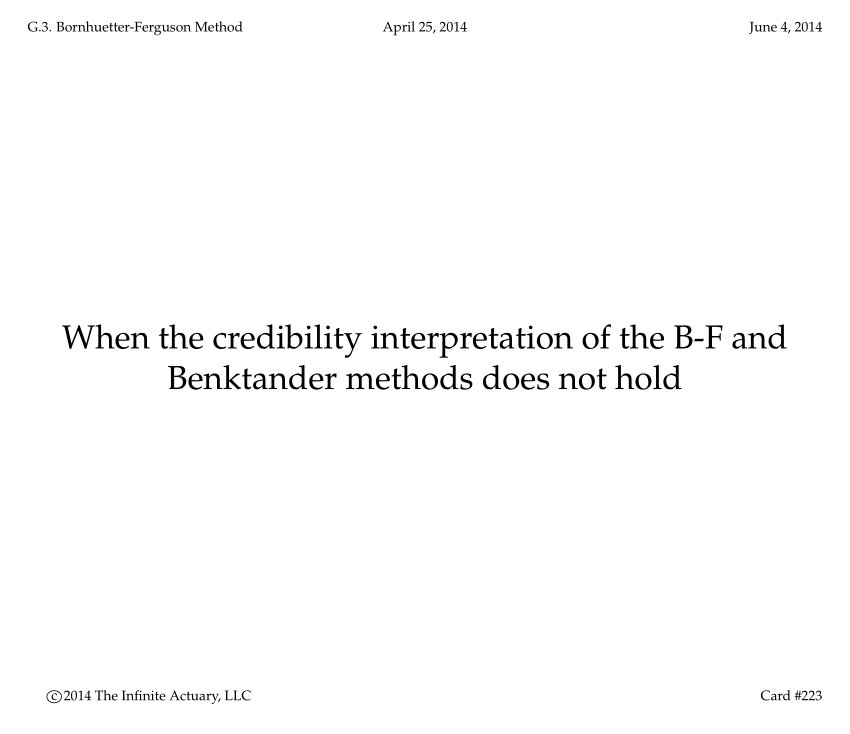 G.3. Bornhuetter-Ferguson Method April 25, 2014 June 4, 2014
When the credibility interpretation of the B-F and
Benktander methods does not hold
©2014 The Infinite Actuary, LLC Card #223